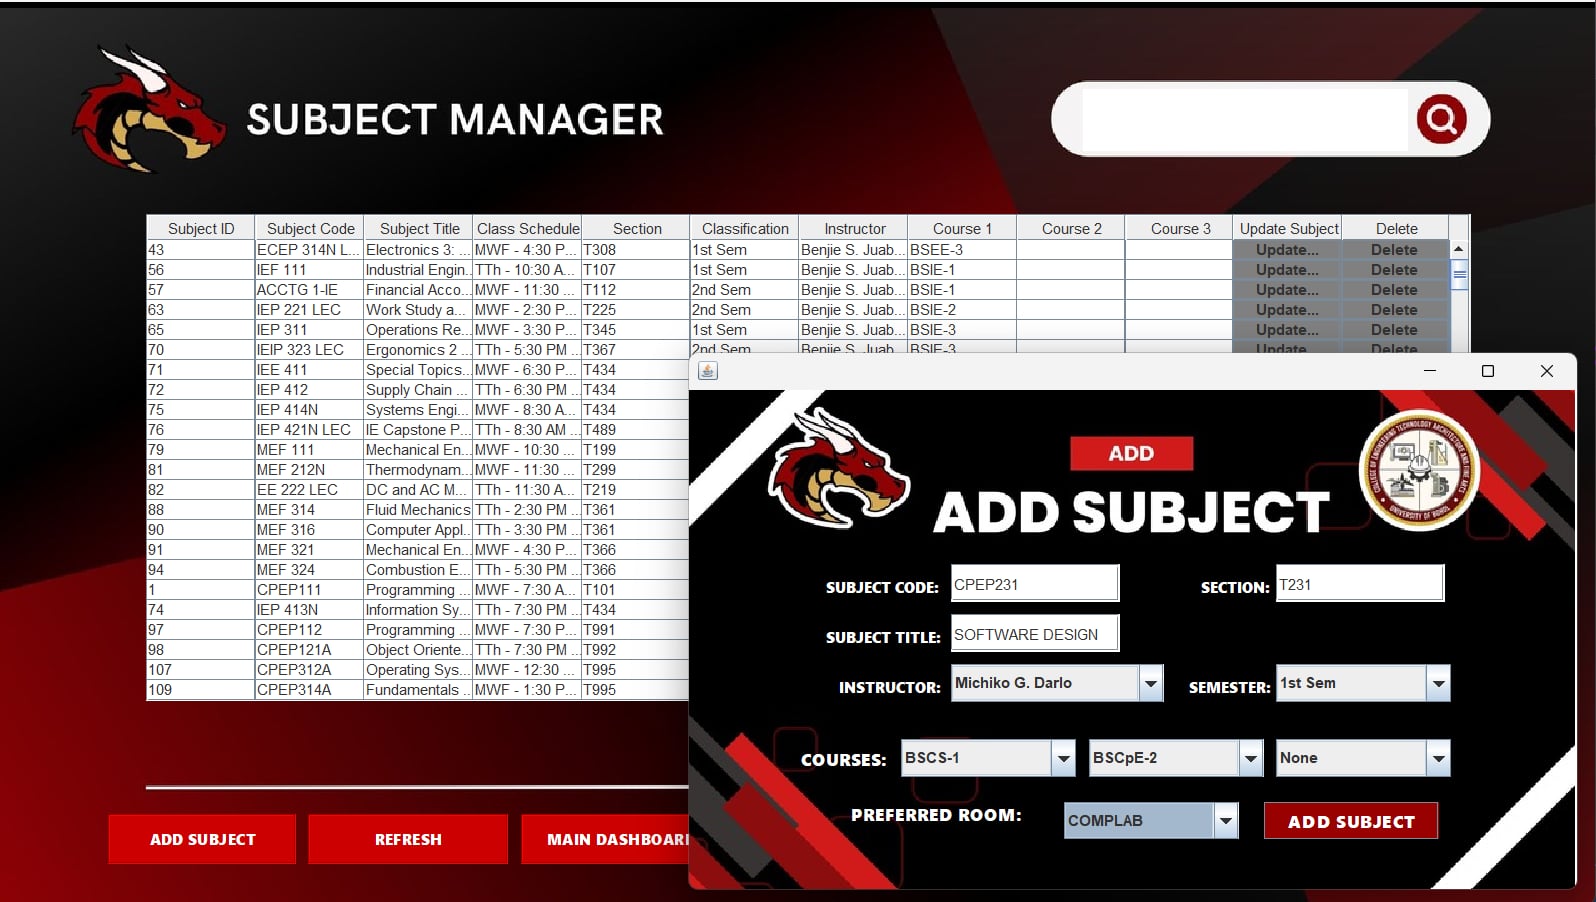 SUBJECT MANAGER
Subject ID Subject Code Subject Title Class Schedule Section Classification Instructor Course 1 Course 2 Course 3 Update Subject Delete
43 ECEP 314N L... Electronics 3: ... MWF - 4:30 P... T308 1st Sem Benjie S. Juab... BSEE-3 Update... Delete
56 IEF 111 Industrial Engin... TTh - 10:30 A... T107 1st Sem Benjie S. Juab... BSIE-1 Update... Delete
57 ACCTG 1-IE Financial Acco... MWF - 11:30 ... T112 2nd Sem Benjie S. Juab... BSIE-1 Update... Delete
63 IEP 221 LEC Work Study a... MWF - 2:30 P... T225 2nd Sem Benjie S. Juab... BSIE-2 Update... Delete
65 IEP 311 Operations Re... MWF - 3:30 P... T345 1st Sem Benjie S. Juab... BSIE-3 Update... Delete
70 IEIP 323 LEC Ergonomics 2 ... TTh - 5:30 PM ... T367 2nd Sem Benjie S. Juab... BSIE-3 Update... Delete
71 IEE 411 Special Topics... MWF - 6:30 P... T434
72 IEP 412 Supply Chain ... TTh - 6:30 PM ... T434
75 IEP 414N Systems Engi... MWF - 8:30 A... T434
76 IEP 421N LEC IE Capstone P... TTh - 8:30 AM ... T489
79 MEF 111 Mechanical En... MWF - 10:30 ... T199
81 MEF 212N Thermodynam... MWF - 11:30 ... T299
82 EE 222 LEC DC and AC M... TTh - 11:30 A... T219
88 MEF 314 Fluid Mechanics TTh - 2:30 PM ... T361
90 MEF 316 Computer Appl... TTh - 3:30 PM ... T361
91 MEF 321 Mechanical En... MWF - 4:30 P... T366
94 MEF 324 Combustion E... TTh - 5:30 PM ... T366
1 CPEP111 Programming ... MWF - 7:30 A... T101
74 IEP 413N Information Sy... TTh - 7:30 PM ... T434
97 CPEP112 Programming ... MWF - 7:30 P... T991
98 CPEP121A Object Oriente... TTh - 7:30 PM ... T992
107 CPEP312A Operating Sys... MWF - 12:30 ... T995
109 CPEP314A Fundamentals ... MWF - 1:30 P... T995
ADD SUBJECT REFRESH MAIN DASHBOAR
ADD
ADD SUBJECT
COLLEGE OF ENGINEERING TECHNOLOGY ARCHITECTURE AND FINE ARTS
UNIVERSITY OF BOHOL
SUBJECT CODE: CPEP231 SECTION: T231
SUBJECT TITLE: SOFTWARE DESIGN
INSTRUCTOR: Michiko G. Darlo SEMESTER: 1st Sem
COURSES: BSCS-1 BSCpE-2 None
PREFERRED ROOM: COMPLAB ADD SUBJECT